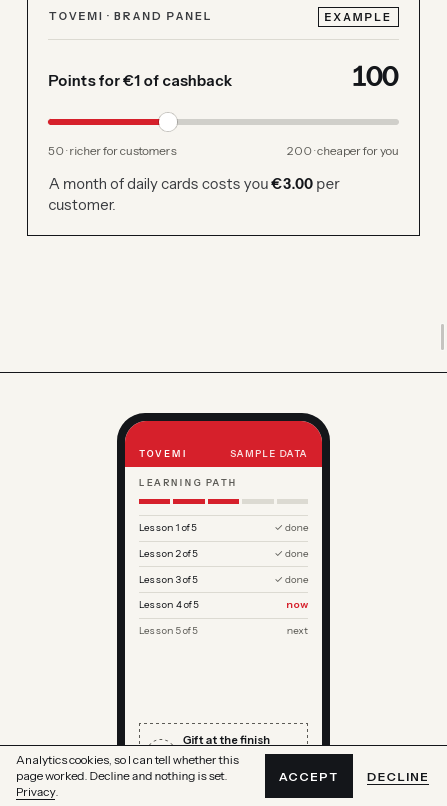 TOVEMI · BRAND PANEL EXAMPLE
Points for €1 of cashback 100
50 · richer for customers 200 · cheaper for you
A month of daily cards costs you €3.00 per
customer.
TOVEMI SAMPLE DATA
LEARNING PATH
Lesson 1 of 5 ✓ done
Lesson 2 of 5 ✓ done
Lesson 3 of 5 ✓ done
Lesson 4 of 5 now
Lesson 5 of 5 next
Gift at the finish
Analytics cookies, so I can tell whether this
page worked. Decline and nothing is set.
Privacy.
ACCEPT DECLINE